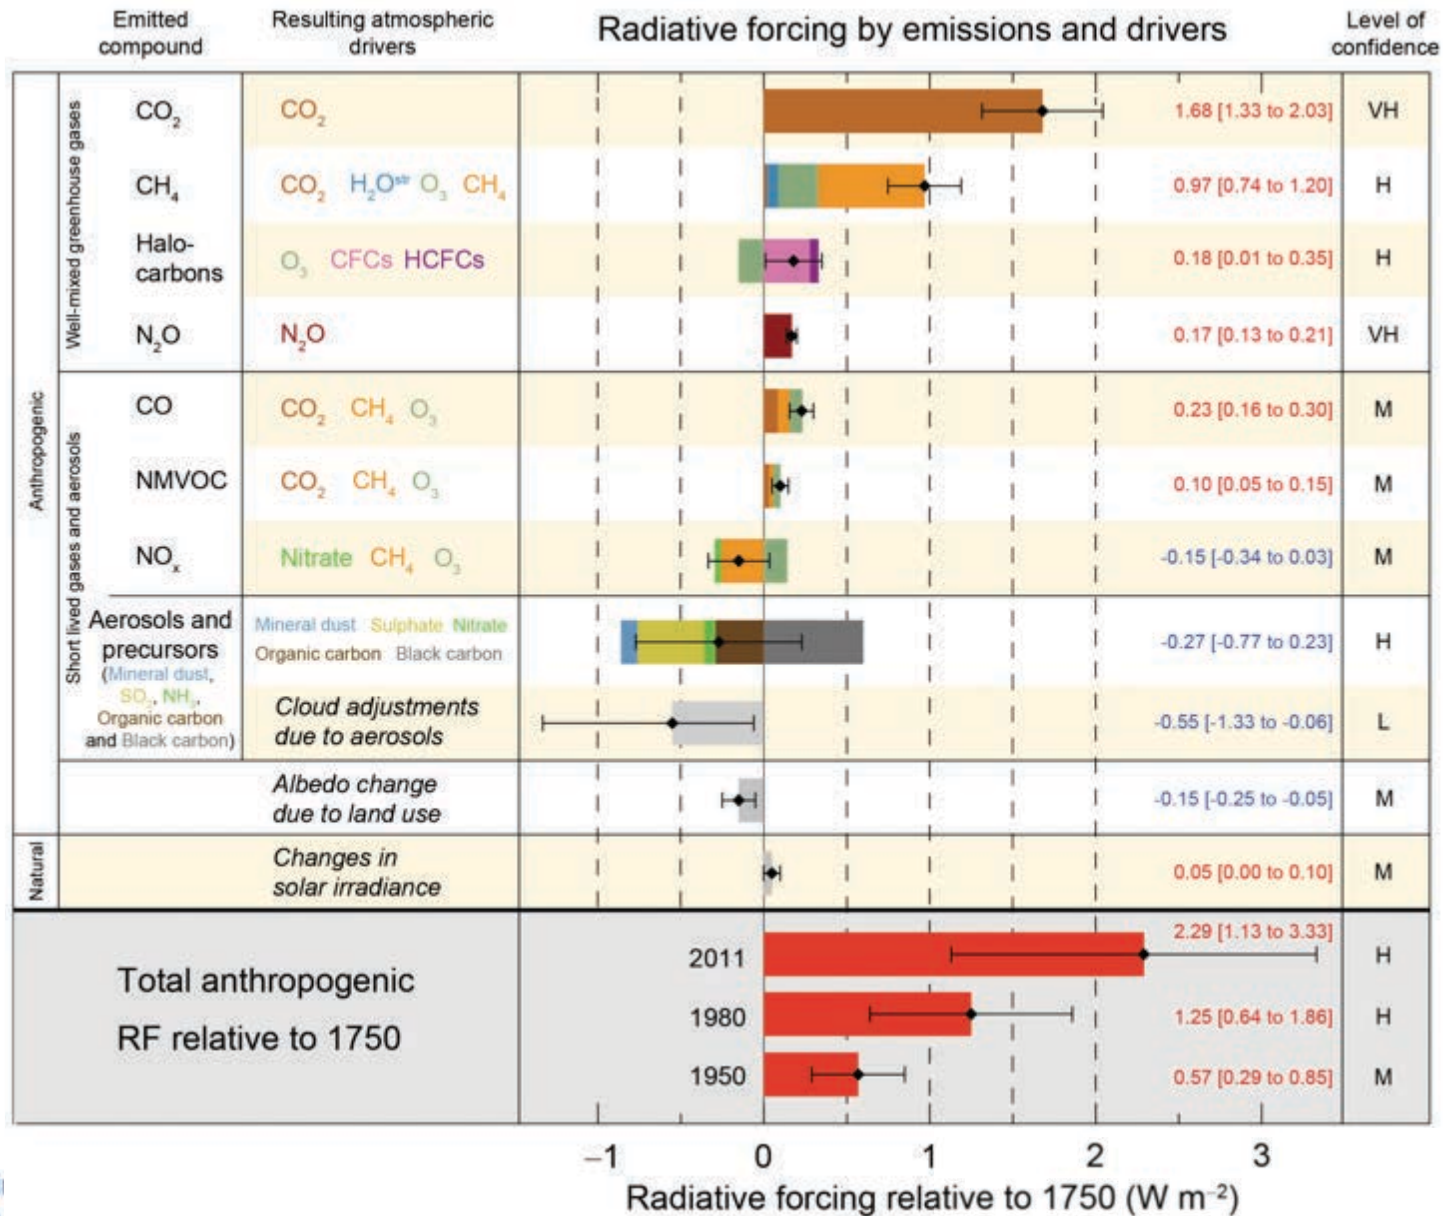 Emitted compound
Resulting atmospheric drivers
Radiative forcing by emissions and drivers
Level of confidence
Anthropogenic
Well-mixed greenhouse gases
CO₂ CO₂ 1.68 [1.33 to 2.03] VH
CH₄ CO₂ H₂Oˢᵗʳ O₃ CH₄ 0.97 [0.74 to 1.20] H
Halo-
carbons O₃ CFCs HCFCs 0.18 [0.01 to 0.35] H
N₂O N₂O 0.17 [0.13 to 0.21] VH
Short lived gases and aerosols
CO CO₂ CH₄ O₃ 0.23 [0.16 to 0.30] M
NMVOC CO₂ CH₄ O₃ 0.10 [0.05 to 0.15] M
NOₓ Nitrate CH₄ O₃ -0.15 [-0.34 to 0.03] M
Aerosols and
precursors
(Mineral dust,
SO₂, NH₃,
Organic carbon
and Black carbon)
Mineral dust Sulphate Nitrate
Organic carbon Black carbon
-0.27 [-0.77 to 0.23] H
Cloud adjustments
due to aerosols
-0.55 [-1.33 to -0.06] L
Albedo change
due to land use
-0.15 [-0.25 to -0.05] M
Natural
Changes in
solar irradiance
0.05 [0.00 to 0.10] M
Total anthropogenic
RF relative to 1750
2011 2.29 [1.13 to 3.33] H
1980 1.25 [0.64 to 1.86] H
1950 0.57 [0.29 to 0.85] M
−1 0 1 2 3
Radiative forcing relative to 1750 (W m⁻²)